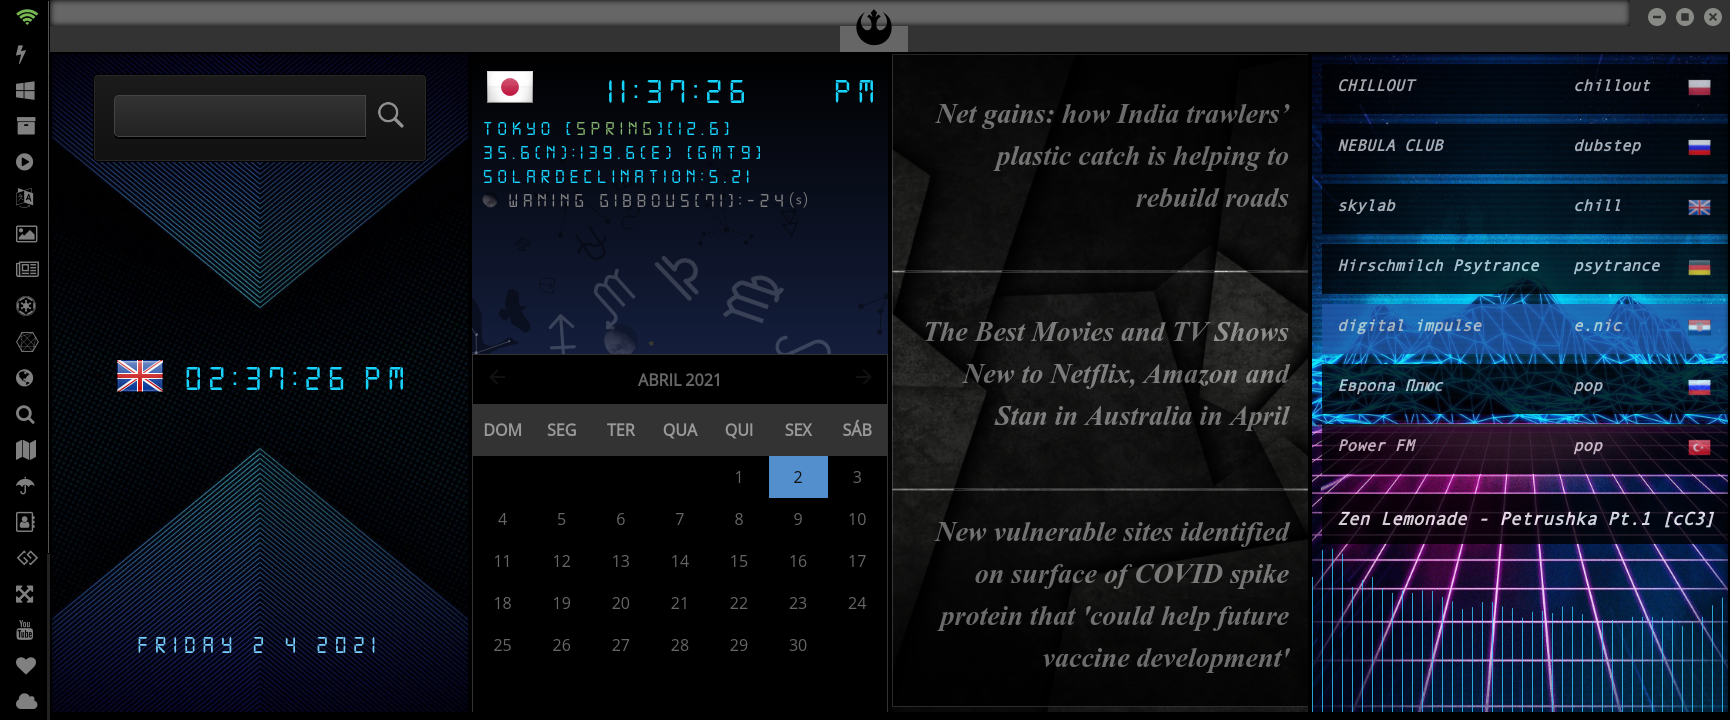 11:37:26 PM
TOKYO [SPRING][12.6]
35.6(N):139.6(E) [GMT9]
SOLARDECLINATION:5.21
WANING GIBBOUS[71]:-24(s)
02:37:26 PM
FRIDAY 2 4 2021
ABRIL 2021
DOM SEG TER QUA QUI SEX SÁB
1 2 3
4 5 6 7 8 9 10
11 12 13 14 15 16 17
18 19 20 21 22 23 24
25 26 27 28 29 30
Net gains: how India trawlers’
plastic catch is helping to
rebuild roads
The Best Movies and TV Shows
New to Netflix, Amazon and
Stan in Australia in April
New vulnerable sites identified
on surface of COVID spike
protein that 'could help future
vaccine development'
CHILLOUT chillout
NEBULA CLUB dubstep
skylab chill
Hirschmilch Psytrance psytrance
digital impulse e.nic
Европа Плюс pop
Power FM pop
Zen Lemonade - Petrushka Pt.1 [cC3]
You
Tube